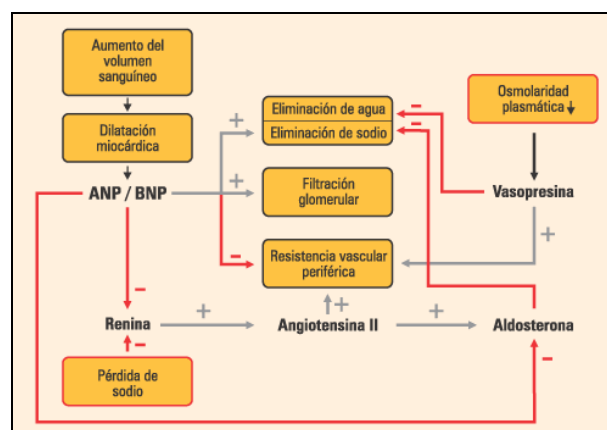 Aumento del
volumen
sanguíneo
Dilatación
miocárdica
ANP / BNP
Eliminación de agua
Eliminación de sodio
Osmolaridad
plasmática ↓
Filtración
glomerular
Vasopresina
Resistencia vascular
periférica
Renina
Angiotensina II
Aldosterona
Pérdida de
sodio
+
+
−
−
−
+
−
−
+
+
+
−